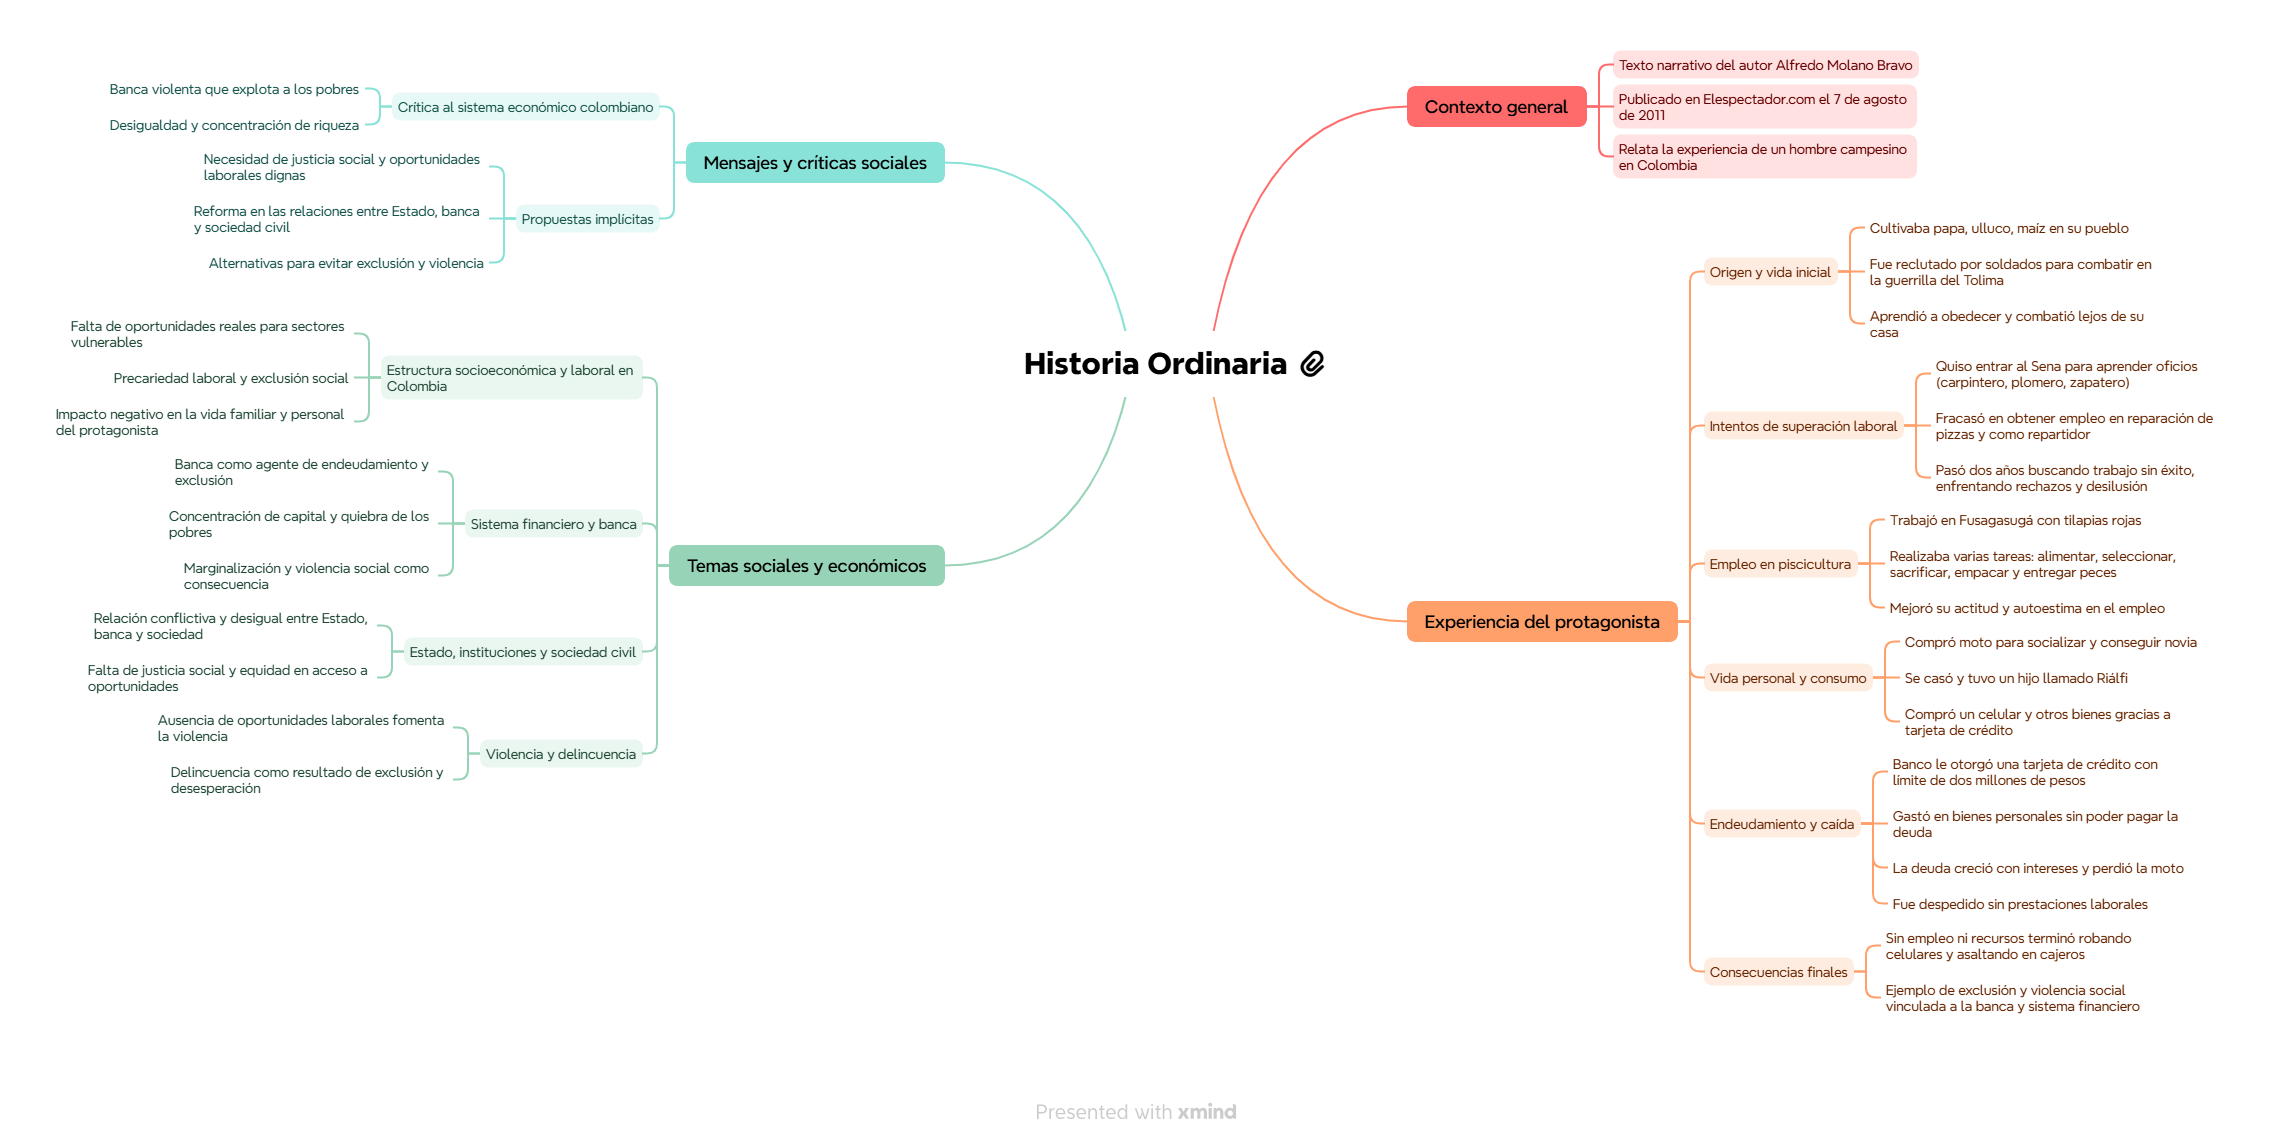 Historia Ordinaria
Contexto general
Texto narrativo del autor Alfredo Molano Bravo
Publicado en Elespectador.com el 7 de agosto
de 2011
Relata la experiencia de un hombre campesino
en Colombia
Experiencia del protagonista
Origen y vida inicial
Cultivaba papa, ulluco, maíz en su pueblo
Fue reclutado por soldados para combatir en
la guerrilla del Tolima
Aprendió a obedecer y combatió lejos de su
casa
Intentos de superación laboral
Quiso entrar al Sena para aprender oficios
(carpintero, plomero, zapatero)
Fracasó en obtener empleo en reparación de
pizzas y como repartidor
Pasó dos años buscando trabajo sin éxito,
enfrentando rechazos y desilusión
Empleo en piscicultura
Trabajó en Fusagasugá con tilapias rojas
Realizaba varias tareas: alimentar, seleccionar,
sacrificar, empacar y entregar peces
Mejoró su actitud y autoestima en el empleo
Vida personal y consumo
Compró moto para socializar y conseguir novia
Se casó y tuvo un hijo llamado Riálfi
Compró un celular y otros bienes gracias a
tarjeta de crédito
Endeudamiento y caída
Banco le otorgó una tarjeta de crédito con
límite de dos millones de pesos
Gastó en bienes personales sin poder pagar la
deuda
La deuda creció con intereses y perdió la moto
Fue despedido sin prestaciones laborales
Consecuencias finales
Sin empleo ni recursos terminó robando
celulares y asaltando en cajeros
Ejemplo de exclusión y violencia social
vinculada a la banca y sistema financiero
Mensajes y críticas sociales
Crítica al sistema económico colombiano
Banca violenta que explota a los pobres
Desigualdad y concentración de riqueza
Propuestas implícitas
Necesidad de justicia social y oportunidades
laborales dignas
Reforma en las relaciones entre Estado, banca
y sociedad civil
Alternativas para evitar exclusión y violencia
Temas sociales y económicos
Estructura socioeconómica y laboral en
Colombia
Falta de oportunidades reales para sectores
vulnerables
Precariedad laboral y exclusión social
Impacto negativo en la vida familiar y personal
del protagonista
Sistema financiero y banca
Banca como agente de endeudamiento y
exclusión
Concentración de capital y quiebra de los
pobres
Marginalización y violencia social como
consecuencia
Estado, instituciones y sociedad civil
Relación conflictiva y desigual entre Estado,
banca y sociedad
Falta de justicia social y equidad en acceso a
oportunidades
Violencia y delincuencia
Ausencia de oportunidades laborales fomenta
la violencia
Delincuencia como resultado de exclusión y
desesperación
Presented with xmind